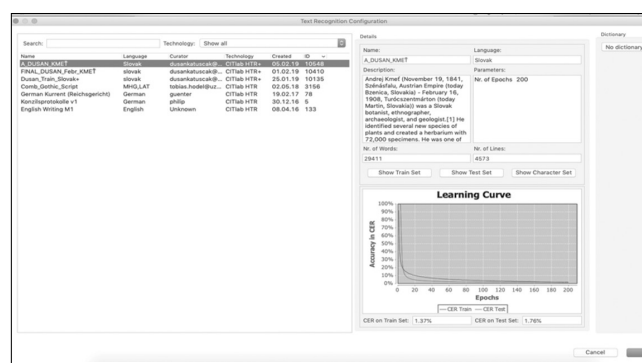 Text Recognition Configuration
Search:
Technology: Show all
Name Language Curator Technology Created ID
A_DUSAN_KMEŤ Slovak dusankatuscak@... CITlab HTR+ 05.02.19 10548
FINAL_DUSAN_Febr_KMEŤ slovak dusankatuscak@... CITlab HTR+ 01.02.19 10410
Dusan_Train_Slovak+ slovak dusankatuscak@... CITlab HTR+ 25.01.19 10135
Comb_Gothic_Script MHG,LAT tobias.hodel@uz... CITlab HTR 02.05.18 3156
German Kurrent (Reichsgericht) German guenter CITlab HTR 19.02.17 78
Konzilsprotokolle v1 German philip CITlab HTR 30.12.16 5
English Writing M1 English Unknown CITlab HTR 08.04.16 133
Details
Name: Language:
A_DUSAN_KMEŤ Slovak
Description: Parameters:
Andrej Kmeť (November 19, 1841,
Szénásfalu, Austrian Empire (today
Bzenica, Slovakia) - February 16,
1908, Turócszentmárton (today
Martin, Slovakia)) was a Slovak
botanist, ethnographer,
archaeologist, and geologist.[1] He
identified several new species of
plants and created a herbarium with
72,000 specimens. He was one of
Nr. of Epochs 200
Nr. of Words: Nr. of Lines:
29411 4573
Show Train Set Show Test Set Show Character Set
Learning Curve
Accuracy in CER
100%
90%
80%
70%
60%
50%
40%
30%
20%
10%
0%
0 20 40 60 80 100 120 140 160 180 200
Epochs
CER Train CER Test
CER on Train Set: 1.37% CER on Test Set: 1.76%
Dictionary
No dictionary
Cancel